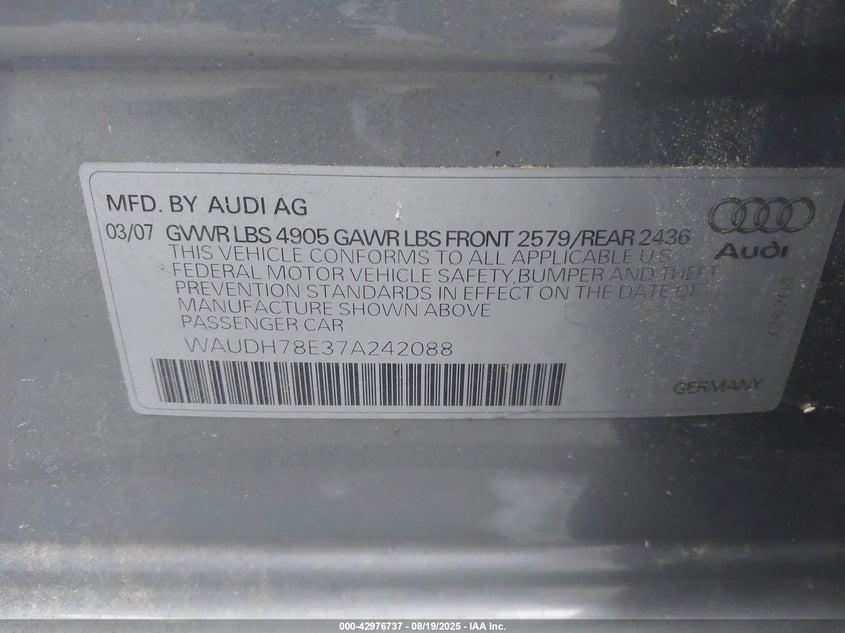 MFD. BY AUDI AG
03/07 GVWR LBS 4905 GAWR LBS FRONT 2579/REAR 2436
THIS VEHICLE CONFORMS TO ALL APPLICABLE U.S.
FEDERAL MOTOR VEHICLE SAFETY, BUMPER AND THEFT
PREVENTION STANDARDS IN EFFECT ON THE DATE OF
MANUFACTURE SHOWN ABOVE
PASSENGER CAR
WAUDH78E37A242088
Audi
GERMANY
000-42976737 - 08/19/2025 - IAA Inc.